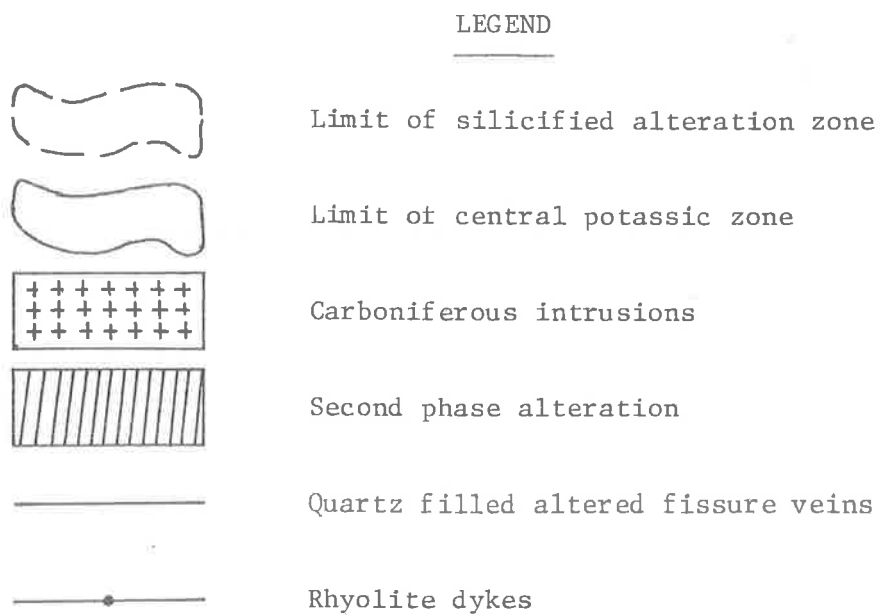 LEGEND
Limit of silicified alteration zone
Limit of central potassic zone
Carboniferous intrusions
Second phase alteration
Quartz filled altered fissure veins
Rhyolite dykes